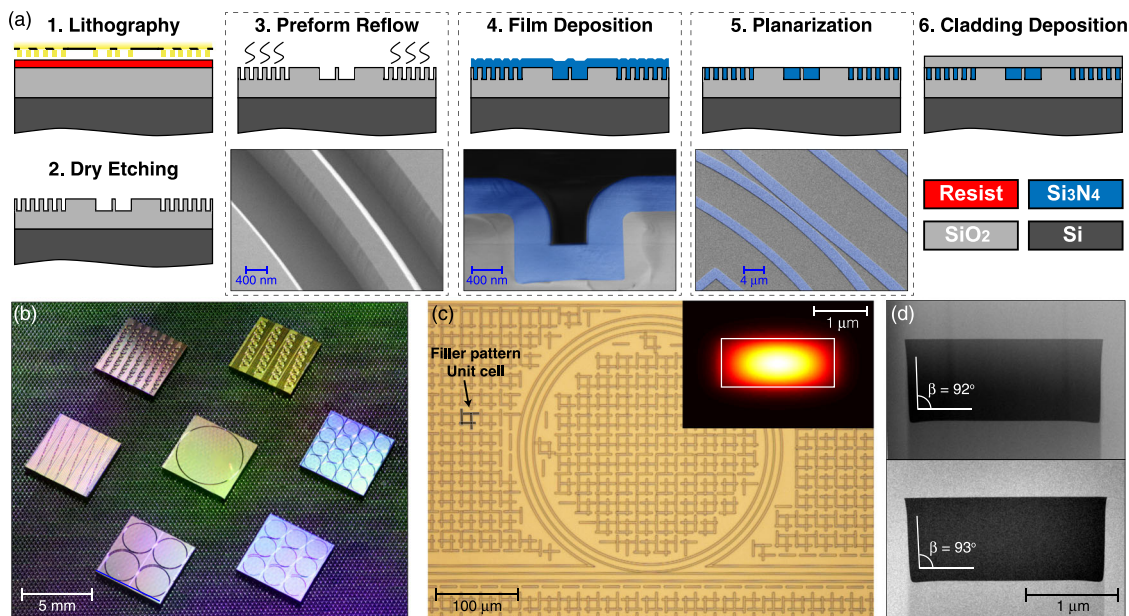 (a)
1. Lithography
3. Preform Reflow
4. Film Deposition
5. Planarization
6. Cladding Deposition
2. Dry Etching
400 nm
400 nm
4 μm
Resist
Si₃N₄
SiO₂
Si
(b)
5 mm
(c)
Filler pattern
Unit cell
100 μm
1 μm
(d)
β = 92°
β = 93°
1 μm